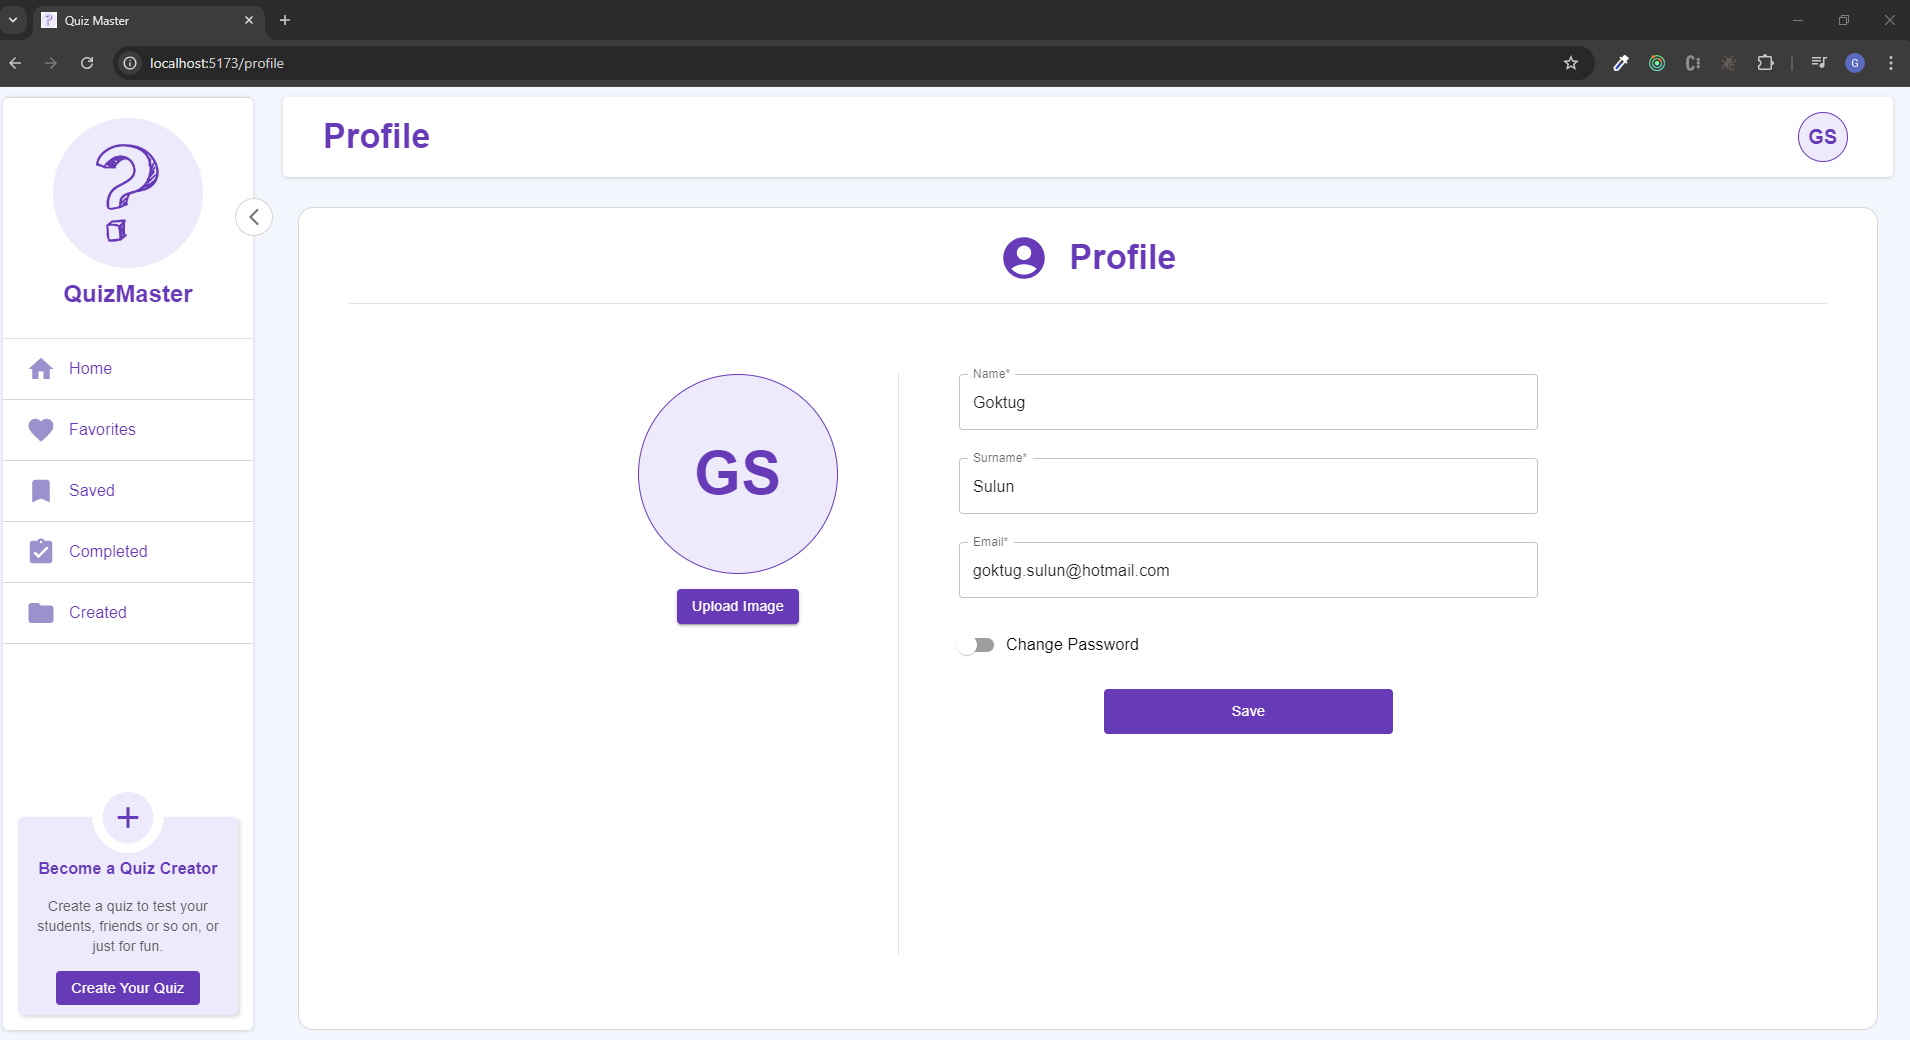 Quiz Master
localhost:5173/profile
G
?
QuizMaster
Home
Favorites
Saved
Completed
Created
+
Become a Quiz Creator
Create a quiz to test your
students, friends or so on, or
just for fun.
Create Your Quiz
Profile
GS
Profile
GS
Upload Image
Name*
Goktug
Surname*
Sulun
Email*
goktug.sulun@hotmail.com
Change Password
Save